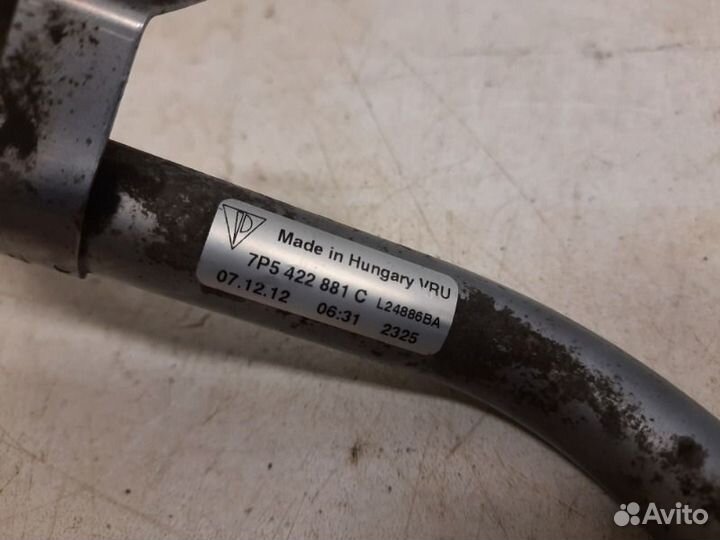 Made in Hungary VRU
7P5 422 881 C L24886BA
07.12.12 06:31 2325
Avito